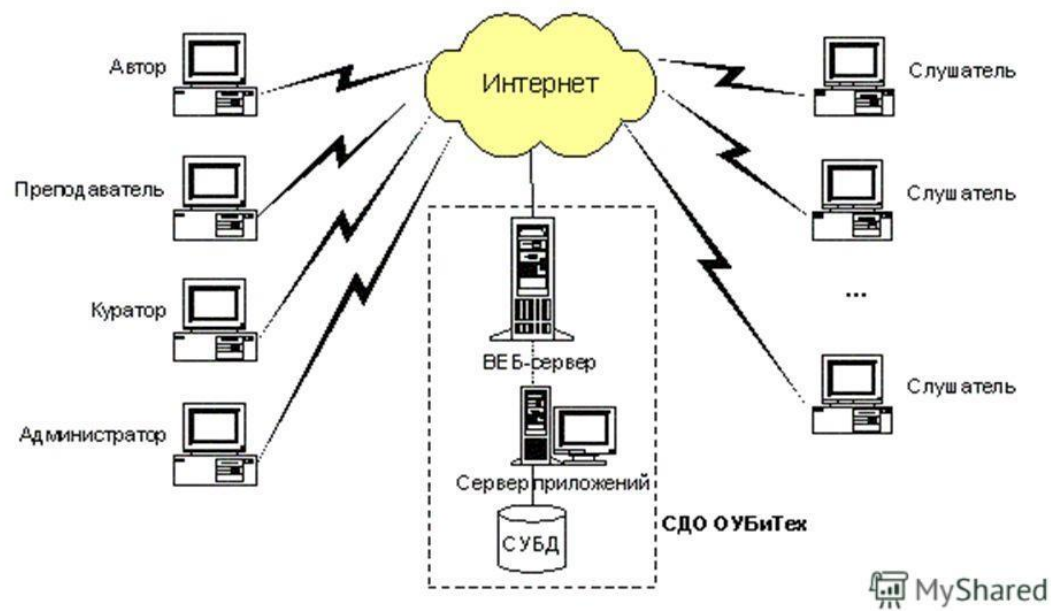 Автор
Преподаватель
Куратор
Администратор
Интернет
ВЕБ-сервер
Сервер приложений
СУБД
СДО ОУБиТех
Слушатель
Слушатель
...
Слушатель
MyShared